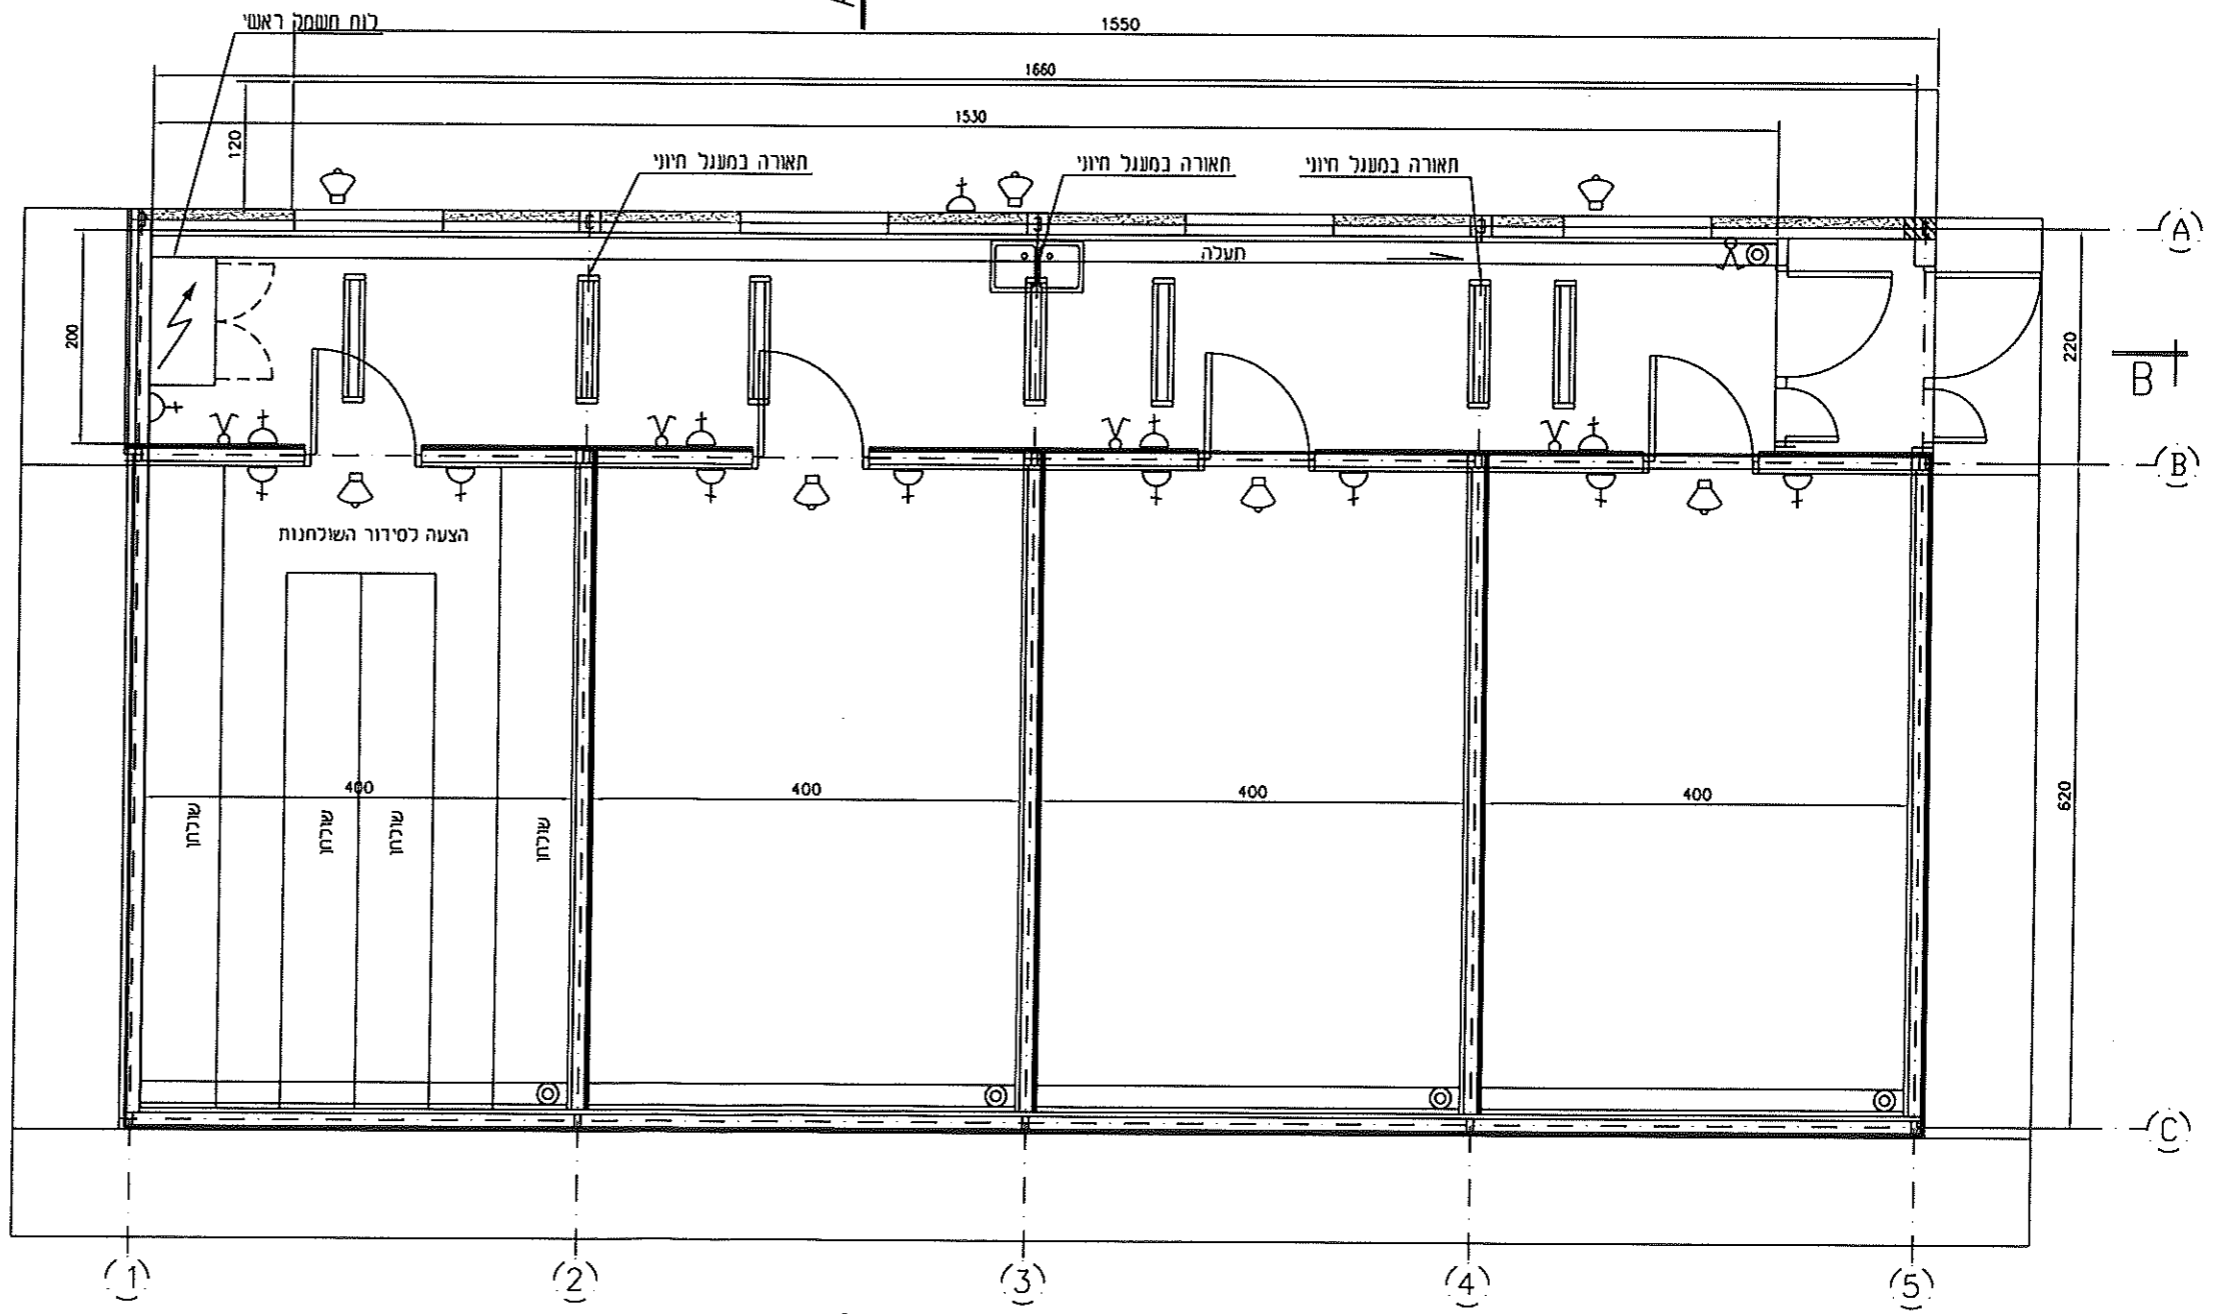 לוח חשמל ראשי
1550
1660
1530
120
תאורה במעגל חיוני
תאורה במעגל חיוני
תאורה במעגל חיוני
A
תעלה
200
220
B
B
הצעה לסידור השולחנות
400
400
400
400
620
שולחן
שולחן
שולחן
שולחן
C
1
2
3
4
5